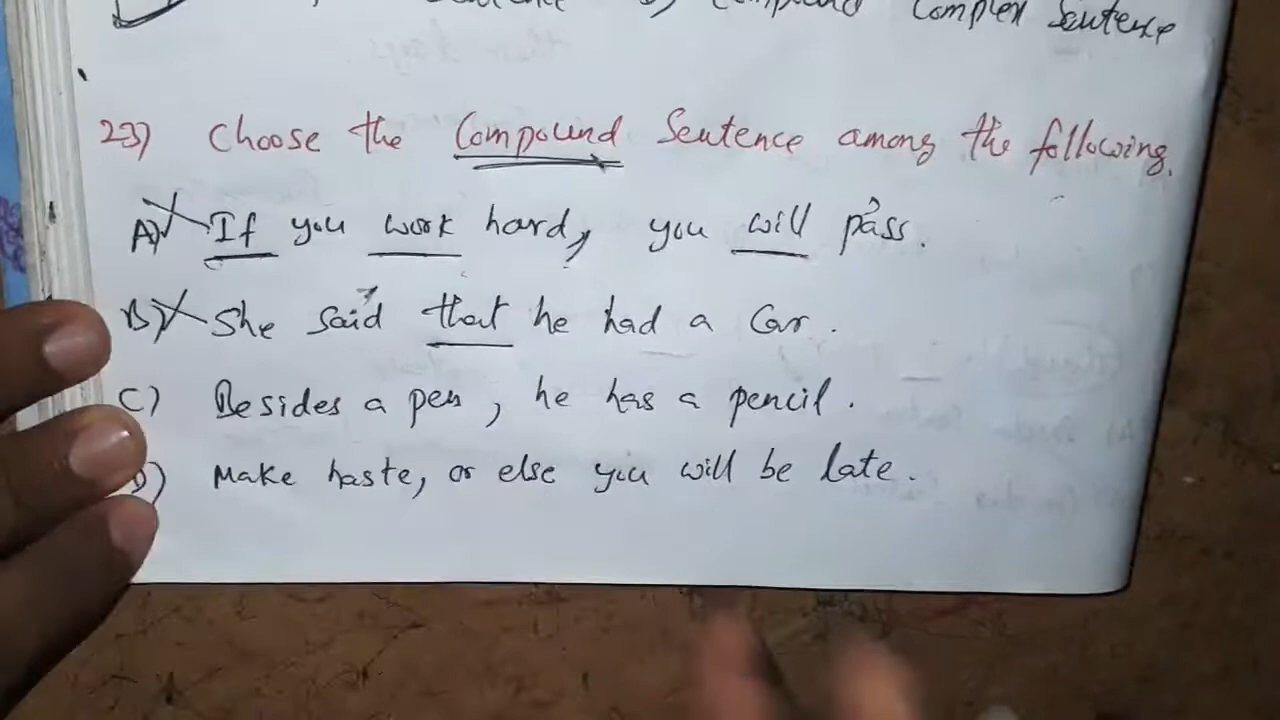 Compound Complex Sentence
23) Choose the Compound Sentence among the following.
A) If you work hard, you will pass.
B) She said that he had a Car.
C) Besides a pen, he has a pencil.
D) Make haste, or else you will be late.